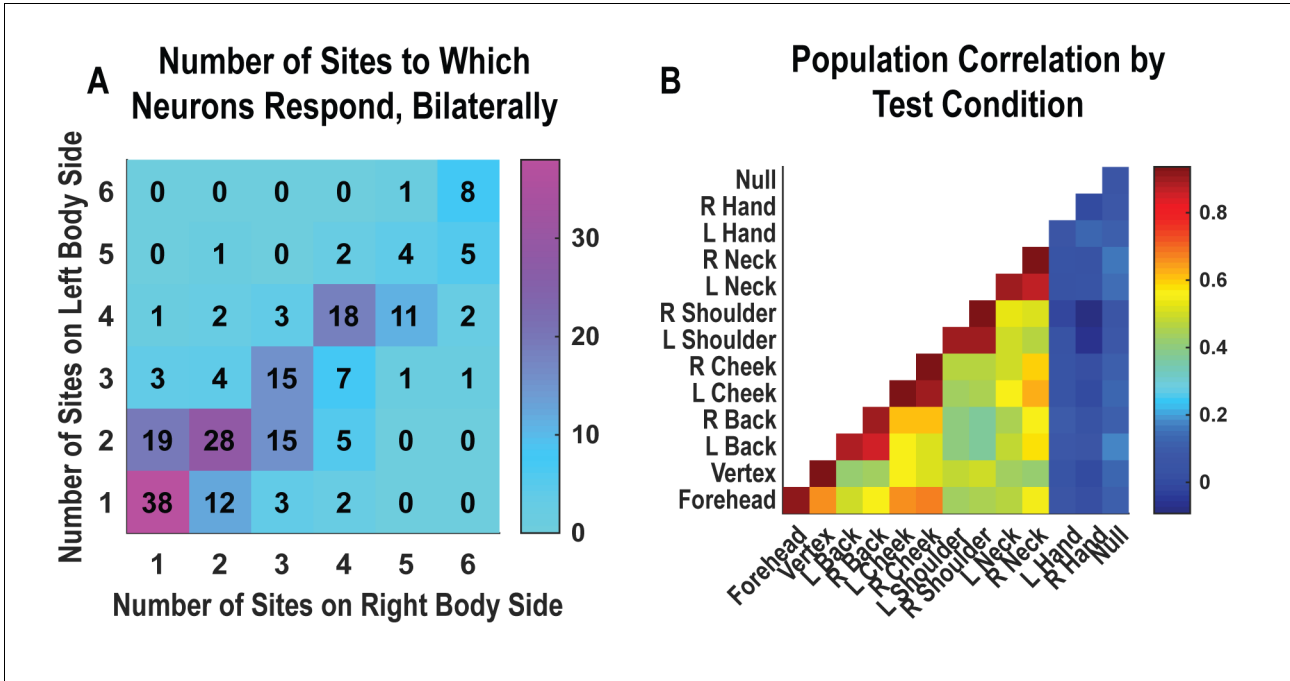 A
Number of Sites to Which
Neurons Respond, Bilaterally
Number of Sites on Left Body Side
6 0 0 0 0 1 8
5 0 1 0 2 4 5
4 1 2 3 18 11 2
3 3 4 15 7 1 1
2 19 28 15 5 0 0
1 38 12 3 2 0 0
1 2 3 4 5 6
Number of Sites on Right Body Side
30
20
10
0
B
Population Correlation by
Test Condition
Null
R Hand
L Hand
R Neck
L Neck
R Shoulder
L Shoulder
R Cheek
L Cheek
R Back
L Back
Vertex
Forehead
Forehead
Vertex
L Back
R Back
L Cheek
R Cheek
L Shoulder
R Shoulder
L Neck
R Neck
L Hand
R Hand
Null
0.8
0.6
0.4
0.2
0